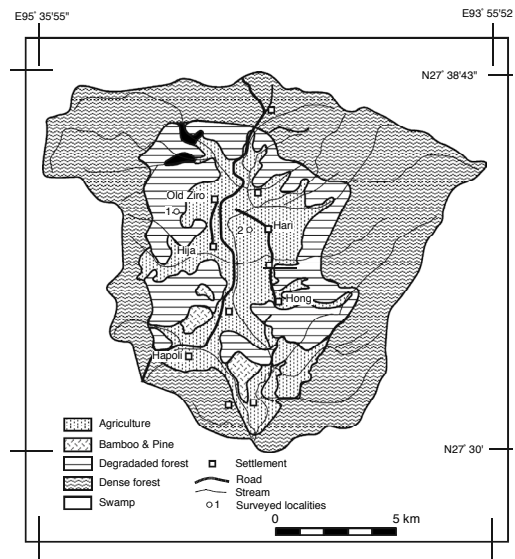 E95° 35'55"
E93° 55'52
N27° 38'43"
Old Ziro
1
2
Hari
Hija
Hong
Hapoli
Agriculture
Bamboo & Pine
Degradaded forest
Dense forest
Swamp
Settlement
Road
Stream
1 Surveyed localities
N27° 30'
0 5 km